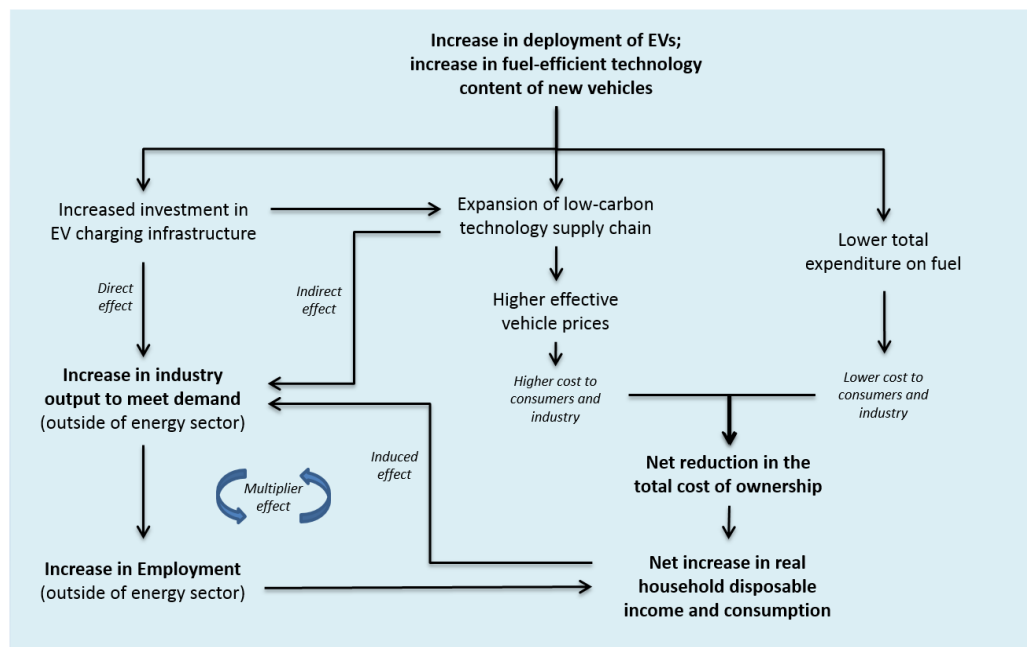 Increase in deployment of EVs;
increase in fuel-efficient technology
content of new vehicles
Increased investment in
EV charging infrastructure
Expansion of low-carbon
technology supply chain
Lower total
expenditure on fuel
Direct
effect
Indirect
effect
Higher effective
vehicle prices
Increase in industry
output to meet demand
(outside of energy sector)
Higher cost to
consumers and
industry
Lower cost to
consumers and
industry
Induced
effect
Multiplier
effect
Net reduction in the
total cost of ownership
Increase in Employment
(outside of energy sector)
Net increase in real
household disposable
income and consumption